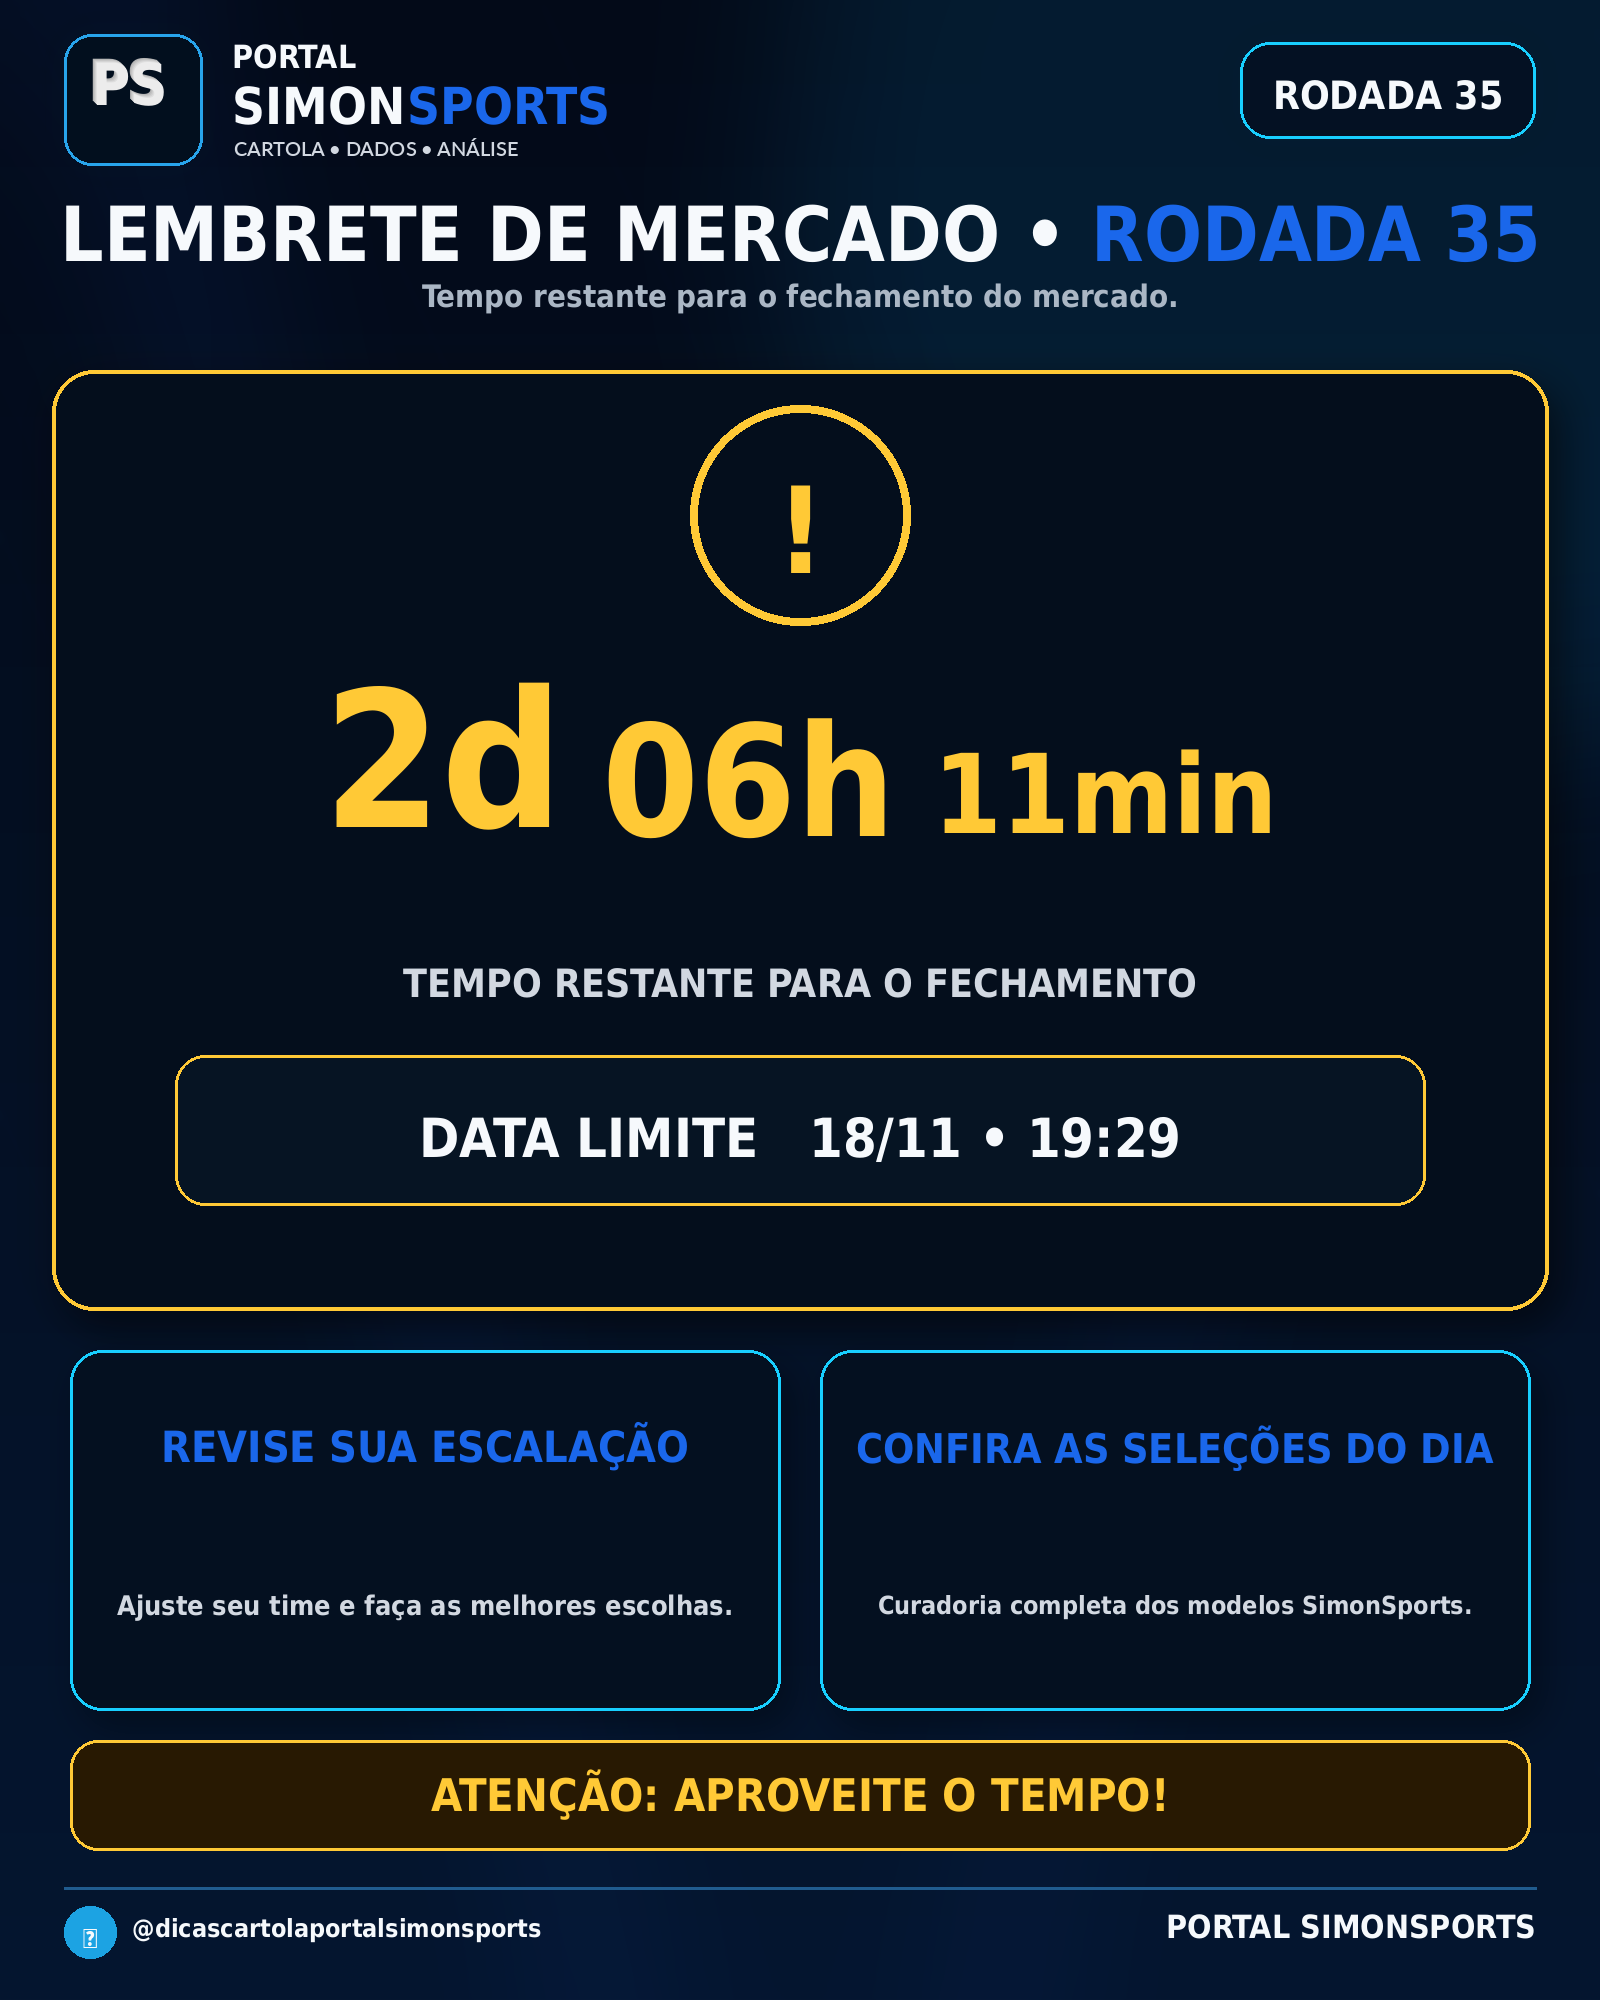 PS
PORTAL
SIMONSPORTS
CARTOLA • DADOS • ANÁLISE
RODADA 35
LEMBRETE DE MERCADO • RODADA 35
Tempo restante para o fechamento do mercado.
!
2d 06h 11min
TEMPO RESTANTE PARA O FECHAMENTO
DATA LIMITE 18/11 • 19:29
REVISE SUA ESCALAÇÃO
Ajuste seu time e faça as melhores escolhas.
CONFIRA AS SELEÇÕES DO DIA
Curadoria completa dos modelos SimonSports.
ATENÇÃO: APROVEITE O TEMPO!
@dicascartolaportalsimonsports
PORTAL SIMONSPORTS